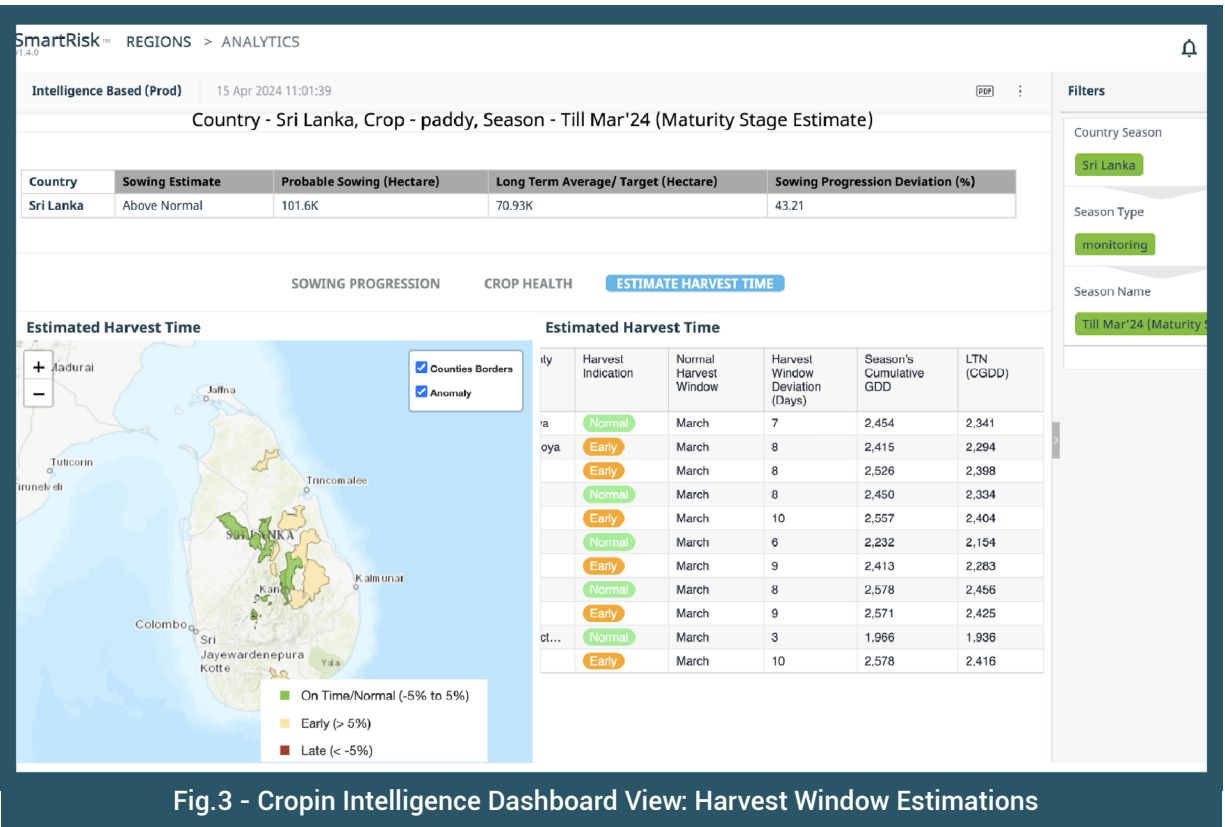 SmartRisk™ REGIONS > ANALYTICS
v1.4.0
Intelligence Based (Prod) 15 Apr 2024 11:01:39 PDF
Filters
Country - Sri Lanka, Crop - paddy, Season - Till Mar'24 (Maturity Stage Estimate)
Country Season
Sri Lanka
Season Type
monitoring
Season Name
Till Mar'24 (Maturity S
Country Sowing Estimate Probable Sowing (Hectare) Long Term Average/ Target (Hectare) Sowing Progression Deviation (%)
Sri Lanka Above Normal 101.6K 70.93K 43.21
SOWING PROGRESSION CROP HEALTH ESTIMATE HARVEST TIME
Estimated Harvest Time
+
−
Counties Borders
Anomaly
Madurai
Jaffna
Tuticorin
Tirunelveli
Trincomalee
SRI LANKA
Kandy
Kalmunai
Colombo
Sri
Jayewardenepura
Kotte
Yala
On Time/Normal (-5% to 5%)
Early (> 5%)
Late (< -5%)
Estimated Harvest Time
nty Harvest Indication Normal Harvest Window Harvest Window Deviation (Days) Season's Cumulative GDD LTN (CGDD)
ya Normal March 7 2,454 2,341
oya Early March 8 2,415 2,294
Early March 8 2,526 2,398
Normal March 8 2,450 2,334
Early March 10 2,557 2,404
Normal March 6 2,232 2,154
Early March 9 2,413 2,283
Normal March 8 2,578 2,456
Early March 9 2,571 2,425
ct... Normal March 3 1,966 1,936
Early March 10 2,578 2,416
Fig.3 - Cropin Intelligence Dashboard View: Harvest Window Estimations